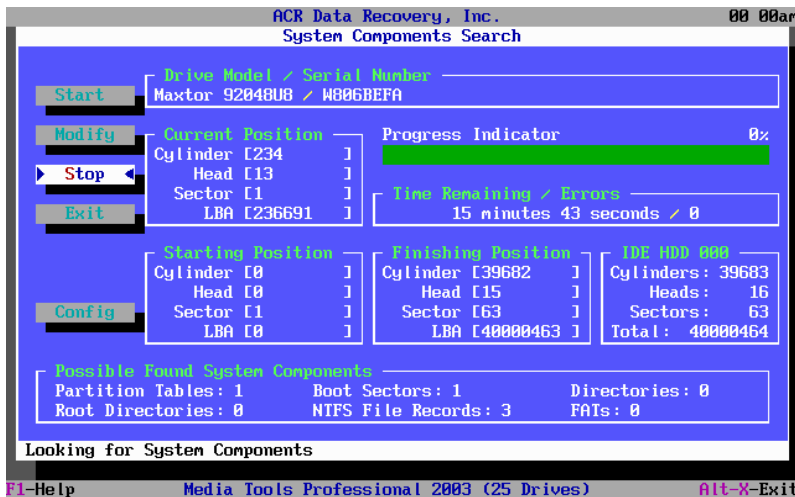 ACR Data Recovery, Inc. 00 00am
System Components Search
Drive Model / Serial Number
Start
Maxtor 92048U8 / W806BEFA
Modify
Current Position
Progress Indicator 0%
Cylinder [234 ]
Stop
Head [13 ]
Sector [1 ]
Time Remaining / Errors
Exit
LBA [236691 ]
15 minutes 43 seconds / 0
Starting Position
Finishing Position
IDE HDD 000
Cylinder [0 ]
Cylinder [39682 ]
Cylinders: 39683
Head [0 ]
Head [15 ]
Heads: 16
Config
Sector [1 ]
Sector [63 ]
Sectors: 63
LBA [0 ]
LBA [40000463 ]
Total: 40000464
Possible Found System Components
Partition Tables: 1 Boot Sectors: 1 Directories: 0
Root Directories: 0 NTFS File Records: 3 FATs: 0
Looking for System Components
F1-Help Media Tools Professional 2003 (25 Drives) Alt-X-Exit